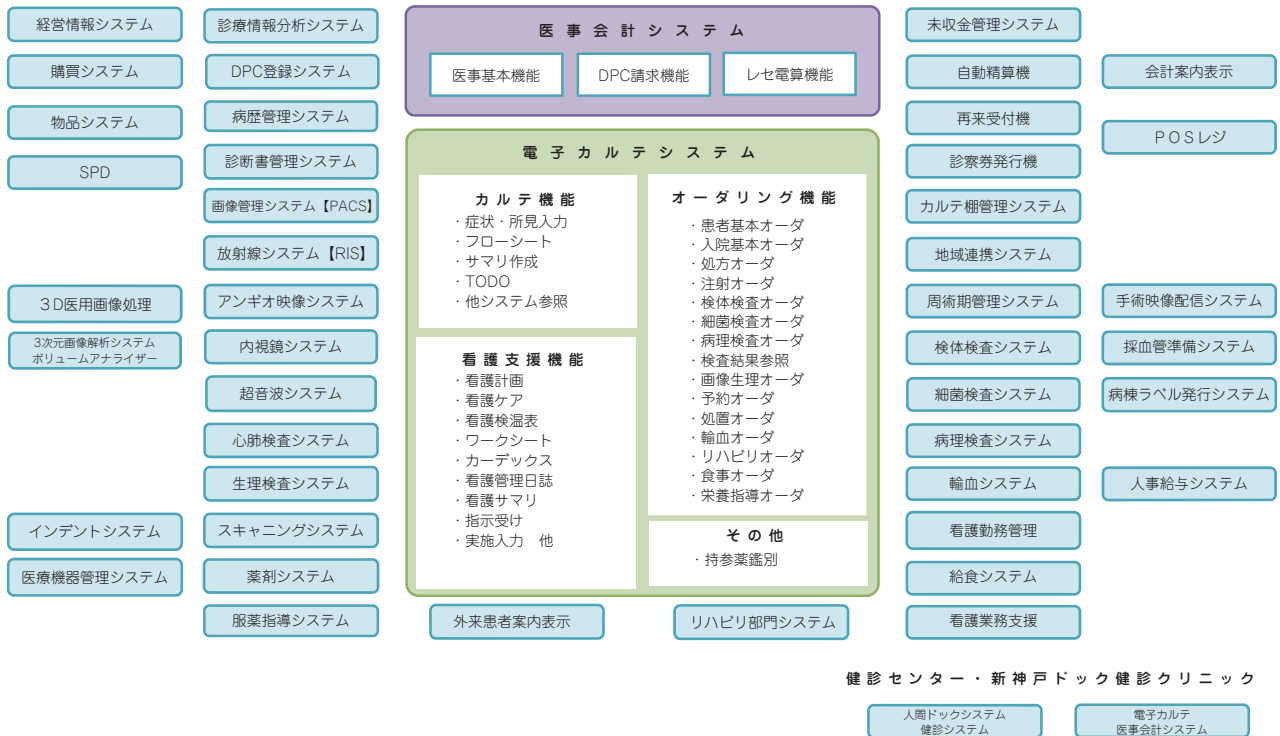 経営情報システム
購買システム
物品システム
SPD
3D医用画像処理
3次元画像解析システム
ボリュームアナライザー
インデントシステム
医療機器管理システム
診療情報分析システム
DPC登録システム
病歴管理システム
診断書管理システム
画像管理システム【PACS】
放射線システム【RIS】
アンギオ映像システム
内視鏡システム
超音波システム
心肺検査システム
生理検査システム
スキャニングシステム
薬剤システム
服薬指導システム
医事会計システム
医事基本機能
DPC請求機能
レセ電算機能
電子カルテシステム
カルテ機能
・症状・所見入力
・フローシート
・サマリ作成
・TODO
・他システム参照
看護支援機能
・看護計画
・看護ケア
・看護検温表
・ワークシート
・カーデックス
・看護管理日誌
・看護サマリ
・指示受け
・実施入力 他
オーダリング機能
・患者基本オーダ
・入院基本オーダ
・処方オーダ
・注射オーダ
・検体検査オーダ
・細菌検査オーダ
・病理検査オーダ
・検査結果参照
・画像生理オーダ
・予約オーダ
・処置オーダ
・輸血オーダ
・リハビリオーダ
・食事オーダ
・栄養指導オーダ
その他
・持参薬鑑別
外来患者案内表示
リハビリ部門システム
未収金管理システム
自動精算機
再来受付機
診察券発行機
カルテ棚管理システム
地域連携システム
周術期管理システム
検体検査システム
細菌検査システム
病理検査システム
輸血システム
看護勤務管理
給食システム
看護業務支援
会計案内表示
POSレジ
手術映像配信システム
採血管準備システム
病棟ラベル発行システム
人事給与システム
健診センター・新神戸ドック健診クリニック
人間ドックシステム
健診システム
電子カルテ
医事会計システム